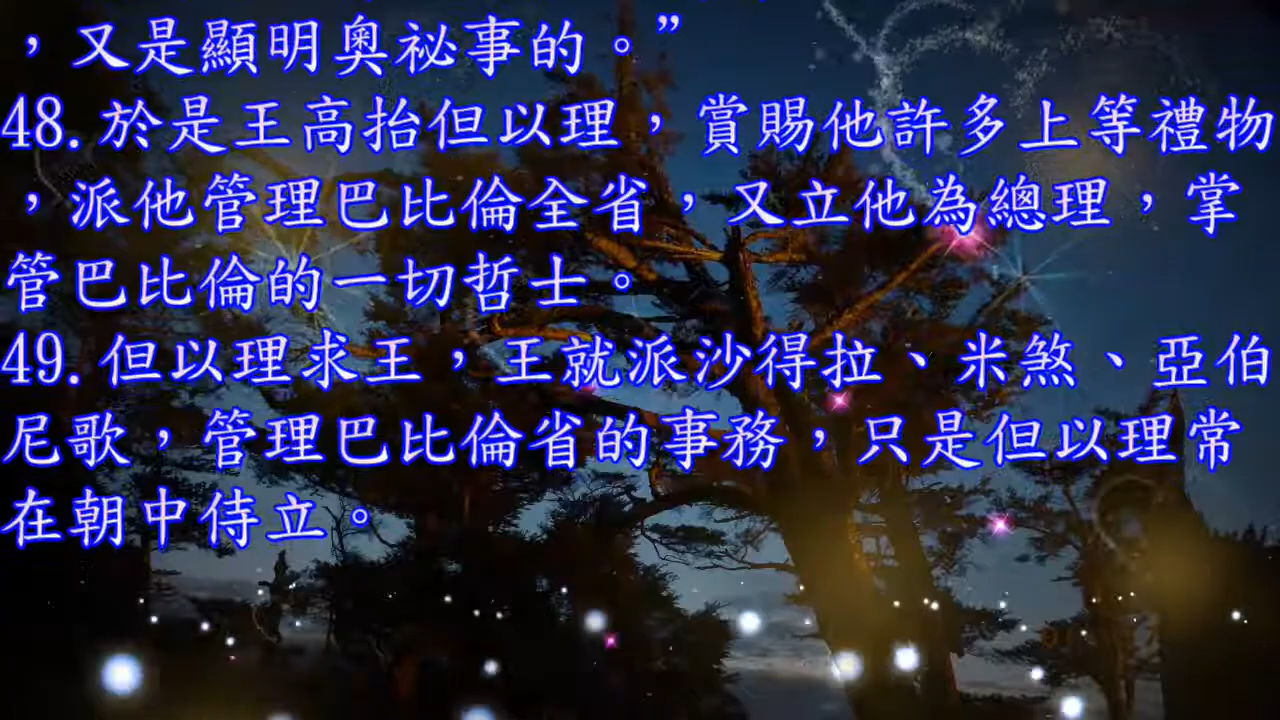 ，又是顯明奧祕事的。”
48.於是王高抬但以理，賞賜他許多上等禮物
，派他管理巴比倫全省，又立他為總理，掌
管巴比倫的一切哲士。
49.但以理求王，王就派沙得拉、米煞、亞伯
尼歌，管理巴比倫省的事務，只是但以理常
在朝中侍立。